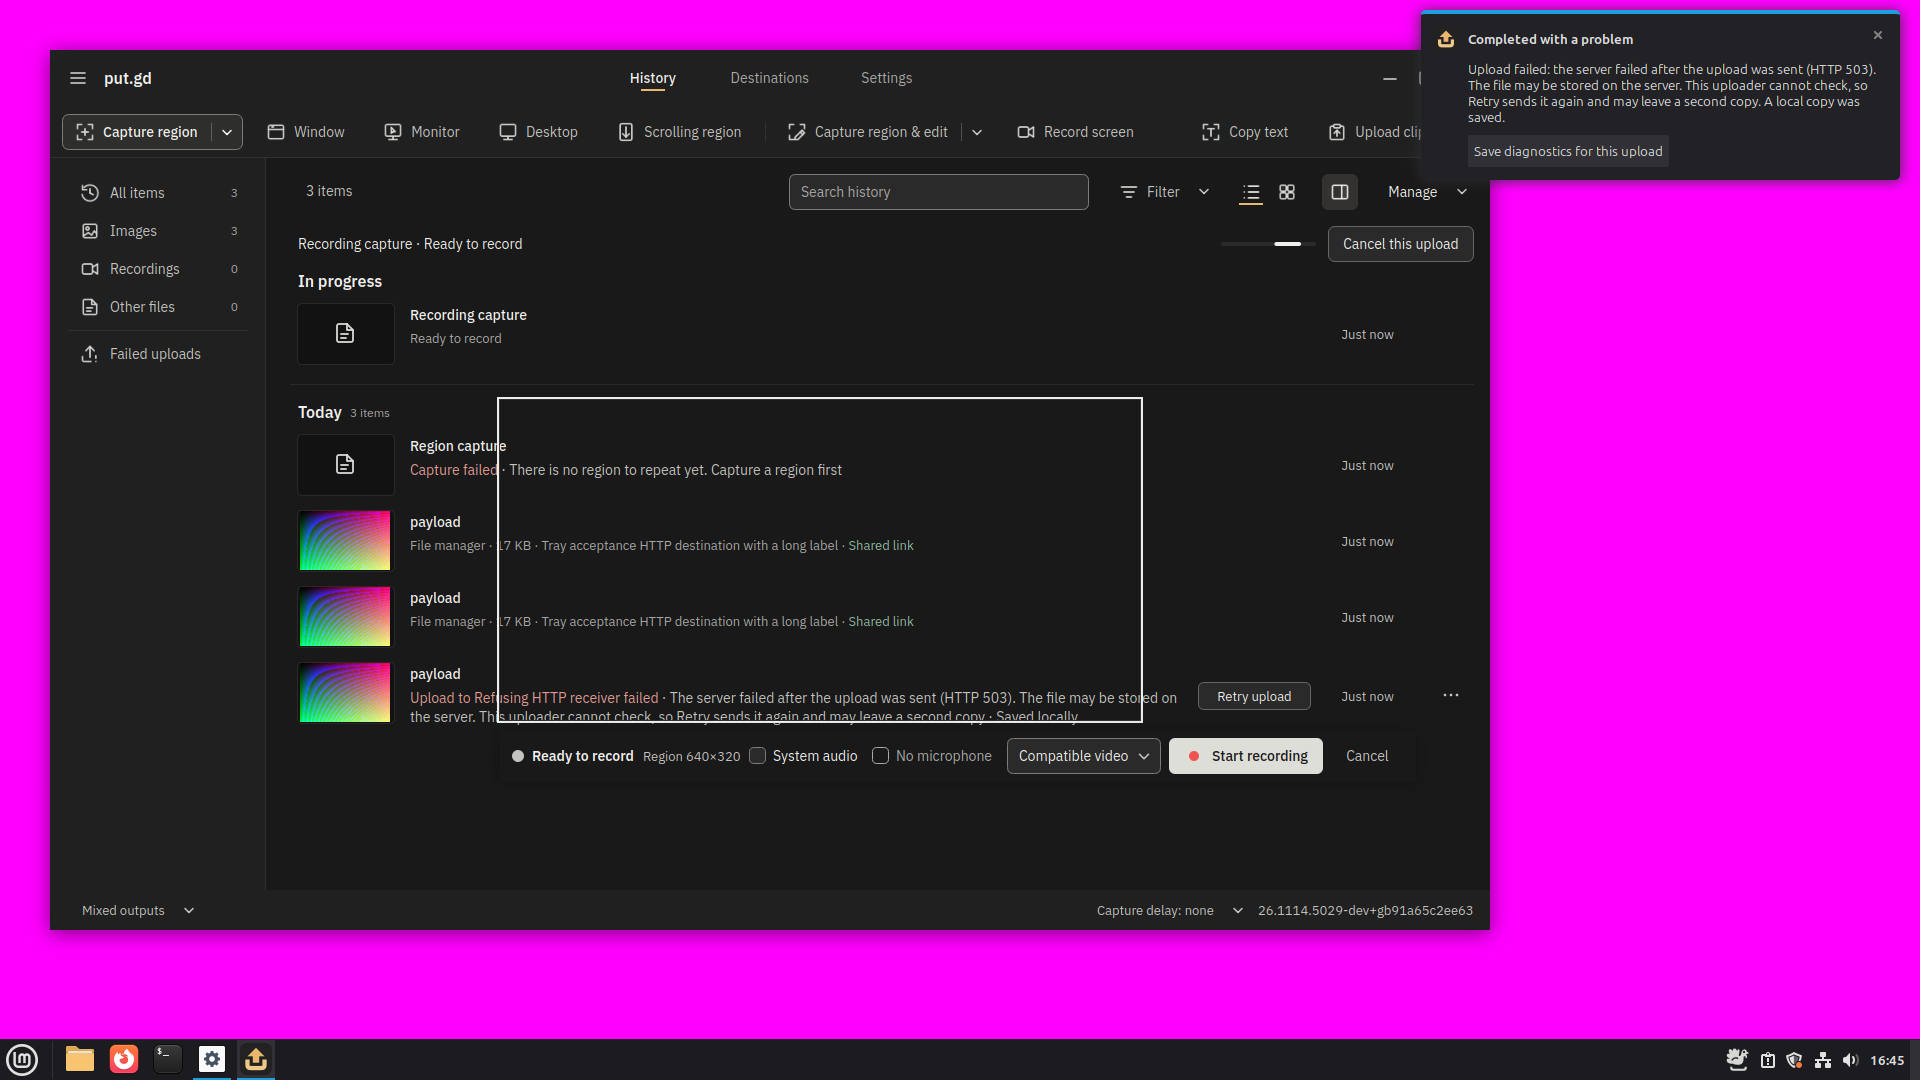 put.gd
History
Destinations
Settings
Capture region
Window
Monitor
Desktop
Scrolling region
Capture region & edit
Record screen
Copy text
Upload cli
Completed with a problem
Upload failed: the server failed after the upload was sent (HTTP 503).
The file may be stored on the server. This uploader cannot check, so
Retry sends it again and may leave a second copy. A local copy was
saved.
Save diagnostics for this upload
All items 3
Images 3
Recordings 0
Other files 0
Failed uploads
3 items
Search history
Filter
Manage
Recording capture · Ready to record
Cancel this upload
In progress
Recording capture
Ready to record
Just now
Today 3 items
Region capture
Capture failed · There is no region to repeat yet. Capture a region first
Just now
payload
File manager · 17 KB · Tray acceptance HTTP destination with a long label · Shared link
Just now
payload
File manager · 17 KB · Tray acceptance HTTP destination with a long label · Shared link
Just now
payload
Upload to Refusing HTTP receiver failed · The server failed after the upload was sent (HTTP 503). The file may be stored on
the server. This uploader cannot check, so Retry sends it again and may leave a second copy · Saved locally
Retry upload
Just now
Ready to record
Region 640×320
System audio
No microphone
Compatible video
Start recording
Cancel
Mixed outputs
Capture delay: none
26.1114.5029-dev+gb91a65c2ee63
16:45